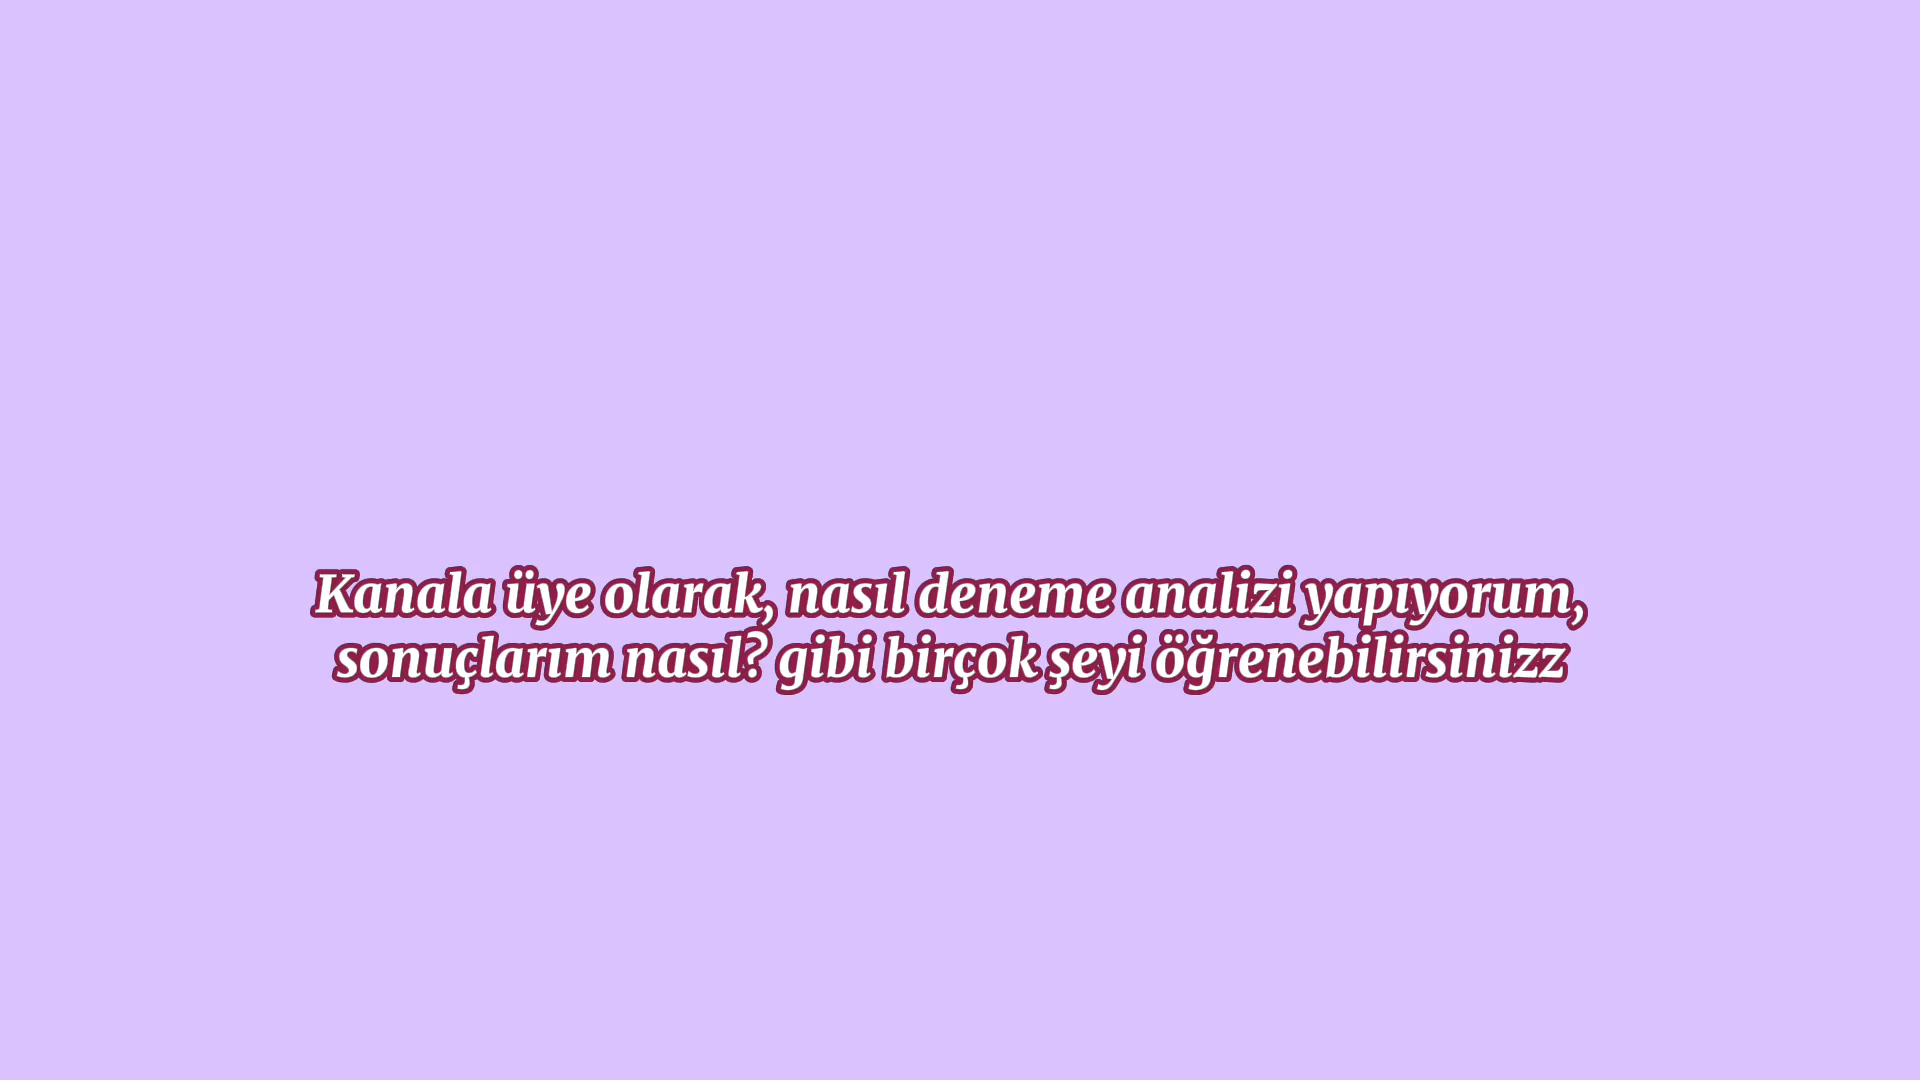 Kanala üye olarak, nasıl deneme analizi yapıyorum,
sonuçlarım nasıl? gibi birçok şeyi öğrenebilirsinizz